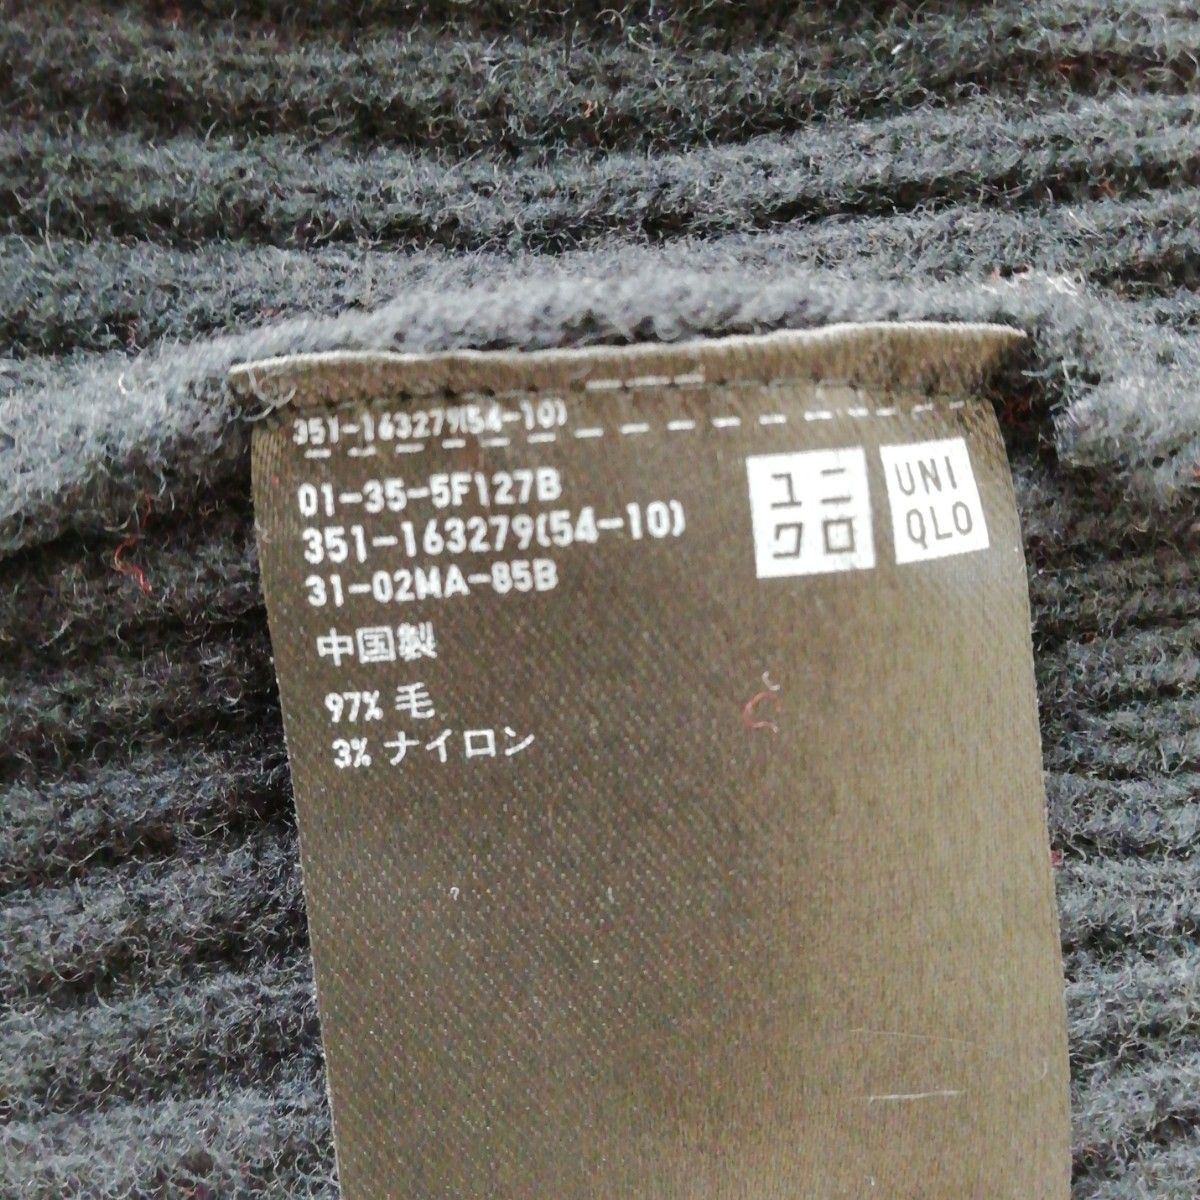 351-163279(54-10)
01-35-5F127B
351-163279(54-10)
31-02MA-85B
中国製
97% 毛
3% ナイロン
ユニ
クロ
UNI
QLO